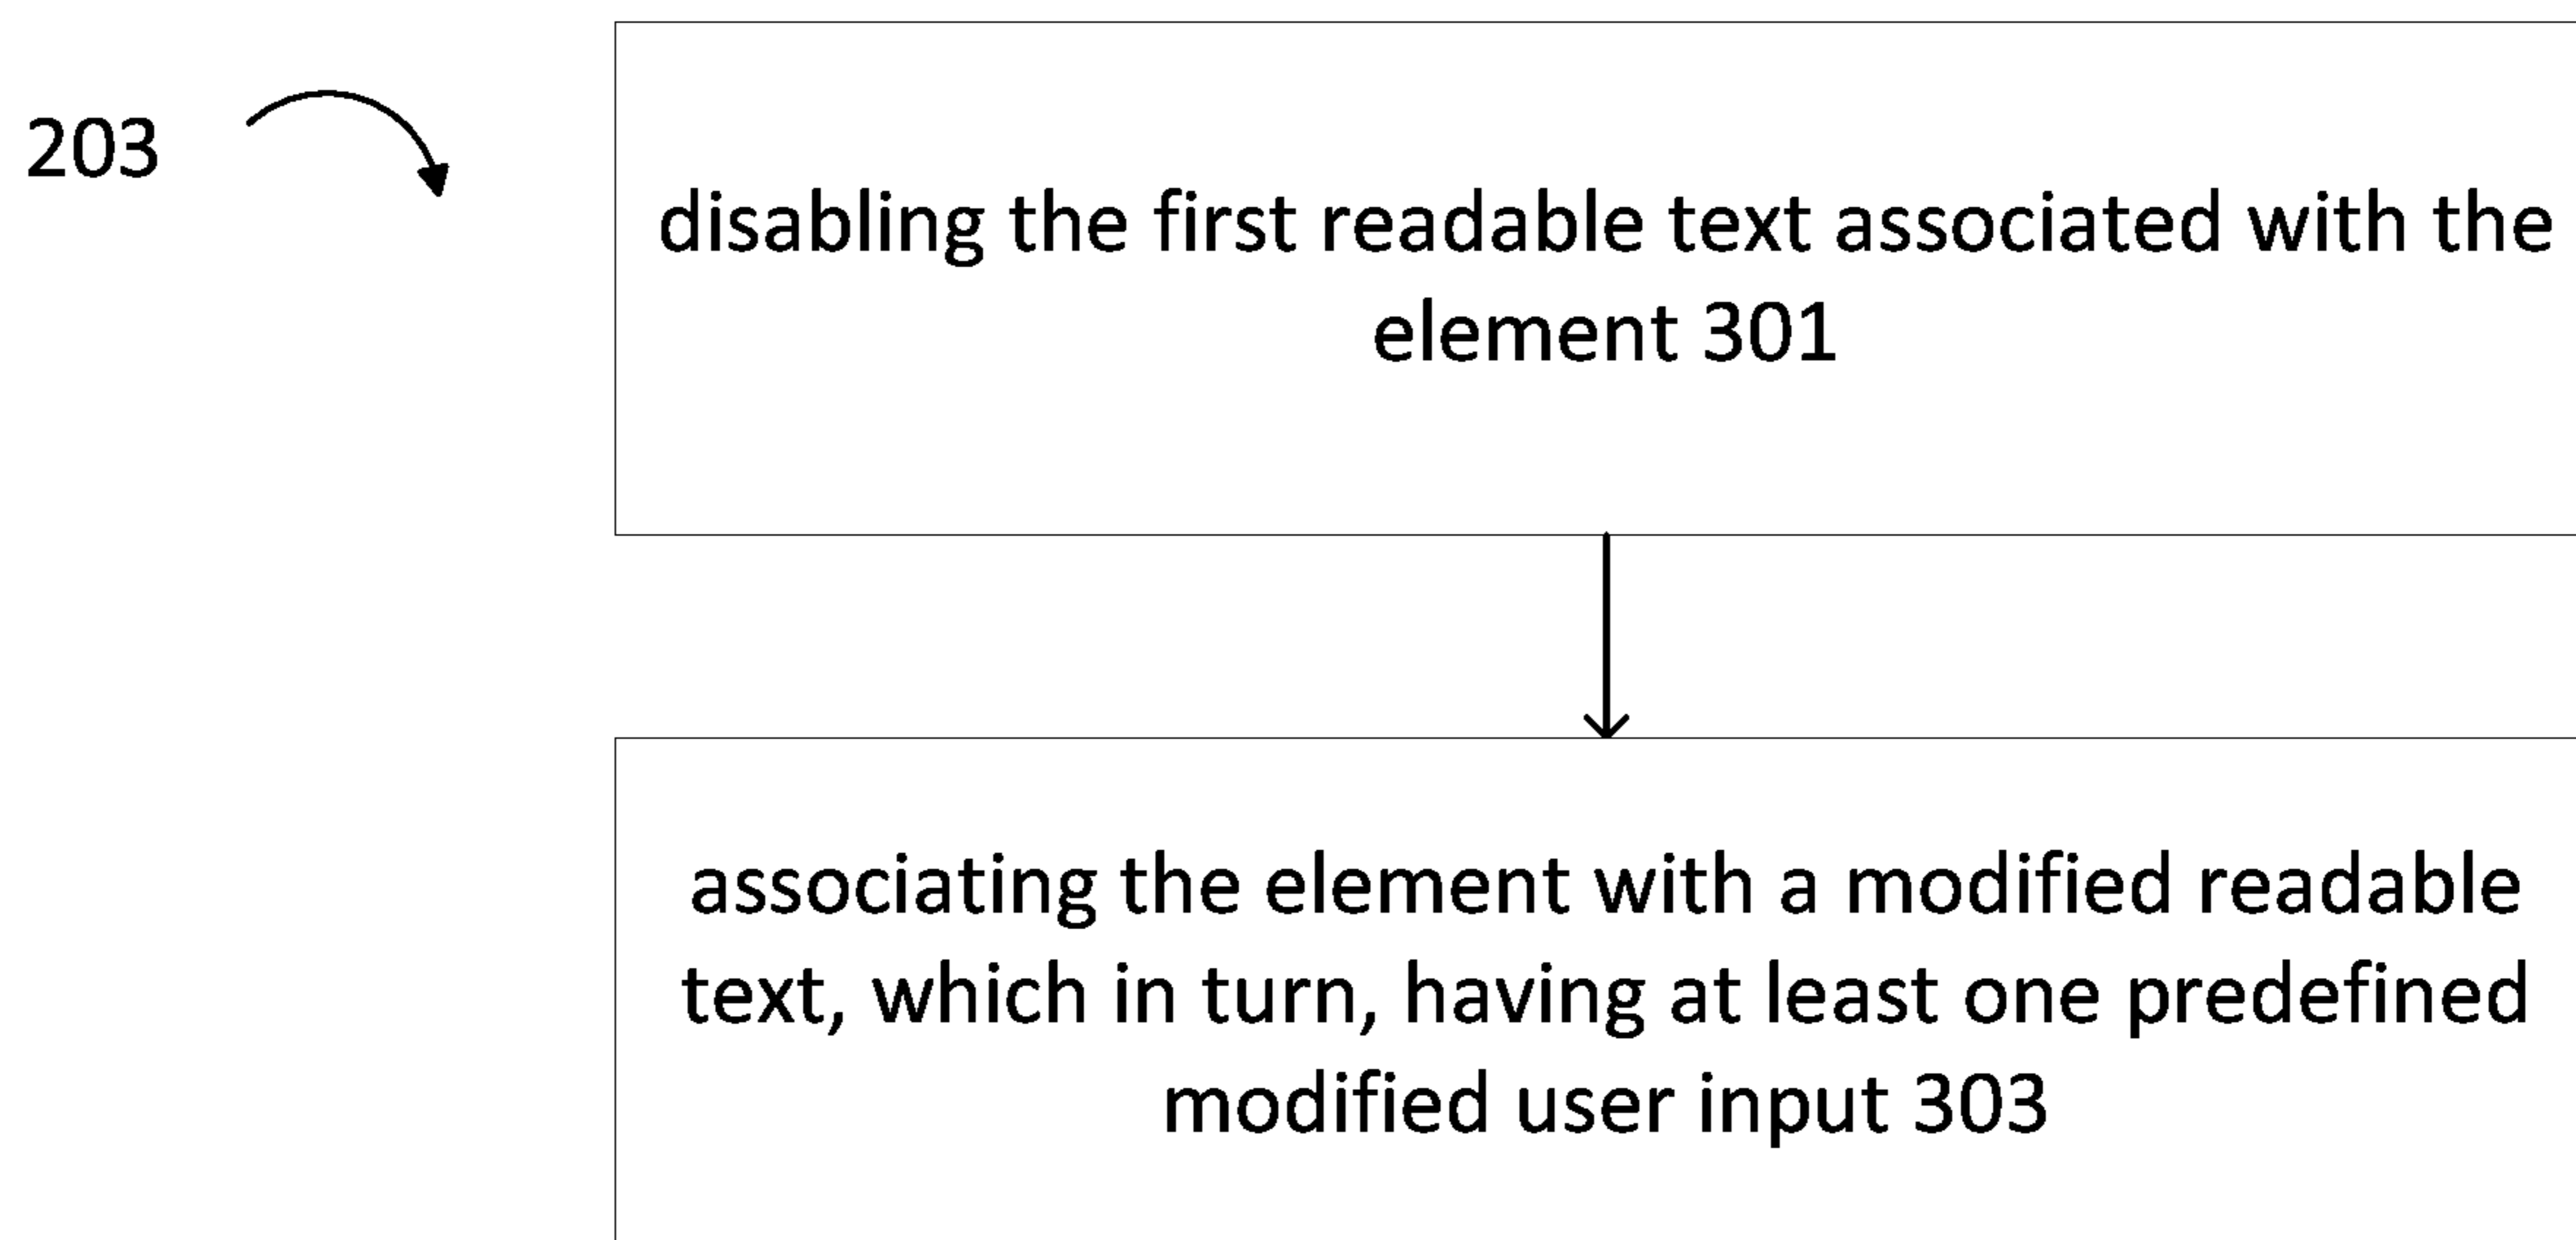 203
disabling the first readable text associated with the
element 301
associating the element with a modified readable
text, which in turn, having at least one predefined
modified user input 303